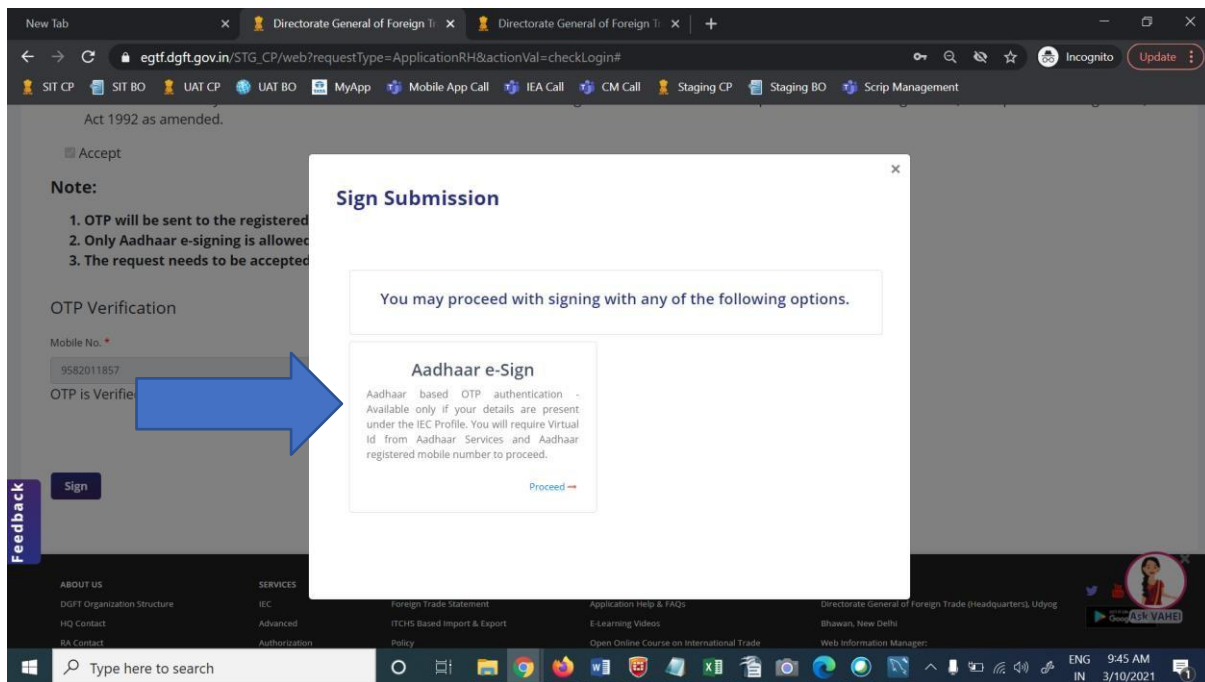 New Tab
Directorate General of Foreign Tr
Directorate General of Foreign Tr
egtf.dgft.gov.in/STG_CP/web?requestType=ApplicationRH&actionVal=checkLogin#
Incognito
Update
SIT CP
SIT BO
UAT CP
UAT BO
MyApp
Mobile App Call
IEA Call
CM Call
Staging CP
Staging BO
Scrip Management
Act 1992 as amended.
Accept
Note:
1. OTP will be sent to the registered
2. Only Aadhaar e-signing is allowed
3. The request needs to be accepted
OTP Verification
Mobile No. *
9582011857
OTP is Verifie
Sign
Feedback
Sign Submission
You may proceed with signing with any of the following options.
Aadhaar e-Sign
Aadhaar based OTP authentication -
Available only if your details are present
under the IEC Profile. You will require Virtual
Id from Aadhaar Services and Aadhaar
registered mobile number to proceed.
Proceed →
ABOUT US
DGFT Organization Structure
HQ Contact
RA Contact
SERVICES
IEC
Advanced
Authorization
Foreign Trade Statement
ITCHS Based Import & Export
Policy
Application Help & FAQs
E-Learning Videos
Open Online Course on International Trade
Directorate General of Foreign Trade (Headquarters), Udyog
Bhawan, New Delhi
Web Information Manager:
Ask VAHEI
Type here to search
ENG
IN
9:45 AM
3/10/2021